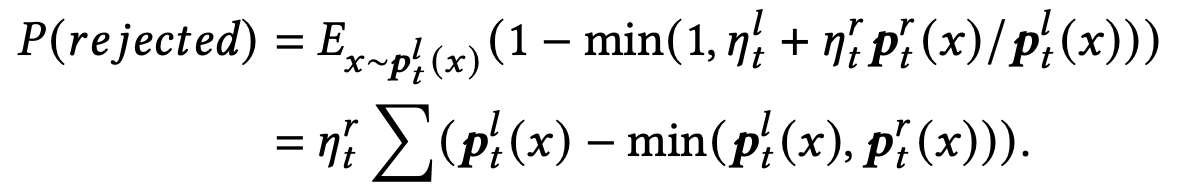 P(rejected) = E_{x∼p_t^l(x)}(1 − min(1, η_t^l + η_t^r p_t^r(x)/p_t^l(x)))
= η_t^r ∑(p_t^l(x) − min(p_t^l(x), p_t^r(x))).